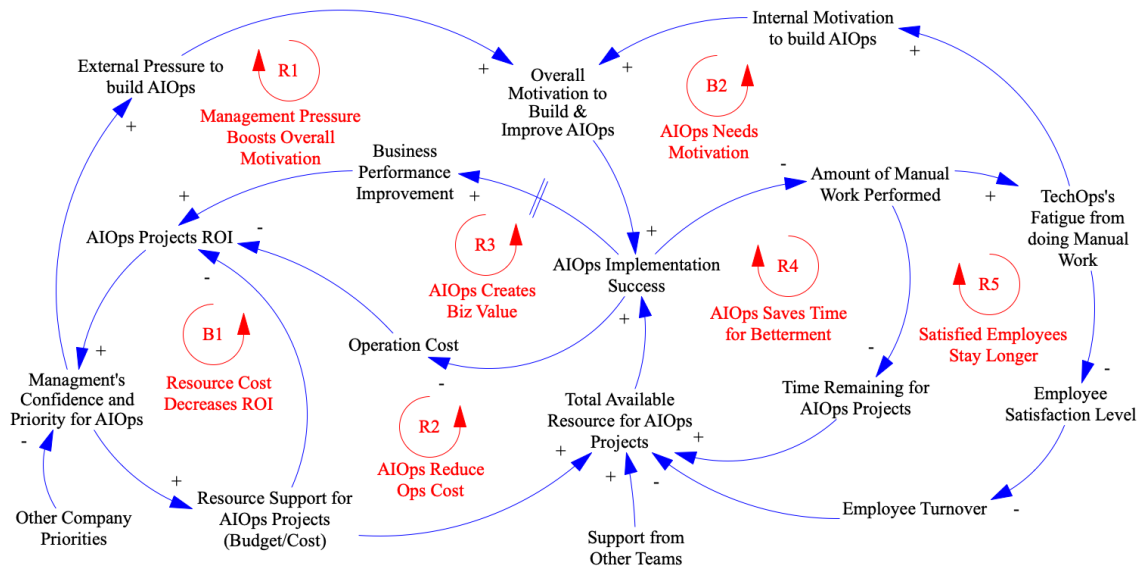 Internal Motivation
to build AIOps
External Pressure to
build AIOps
+
+
+
R1
B2
Overall
Motivation to
Build &
Improve AIOps
Management Pressure
Boosts Overall
Motivation
AIOps Needs
Motivation
+
Business
Performance
Improvement
-
Amount of Manual
Work Performed
+
+
+
TechOps's
Fatigue from
doing Manual
Work
AIOps Projects ROI
-
-
R3
+
AIOps Implementation
Success
R4
R5
AIOps Creates
Biz Value
AIOps Saves Time
for Betterment
Satisfied Employees
Stay Longer
B1
+
Operation Cost
+
-
-
-
Resource Cost
Decreases ROI
Managment's
Confidence and
Priority for AIOps
-
Total Available
Resource for AIOps
Projects
Time Remaining for
AIOps Projects
Employee
Satisfaction Level
R2
AIOps Reduce
Ops Cost
+
+
+
+
-
Other Company
Priorities
Resource Support for
AIOps Projects
(Budget/Cost)
Employee Turnover
-
Support from
Other Teams